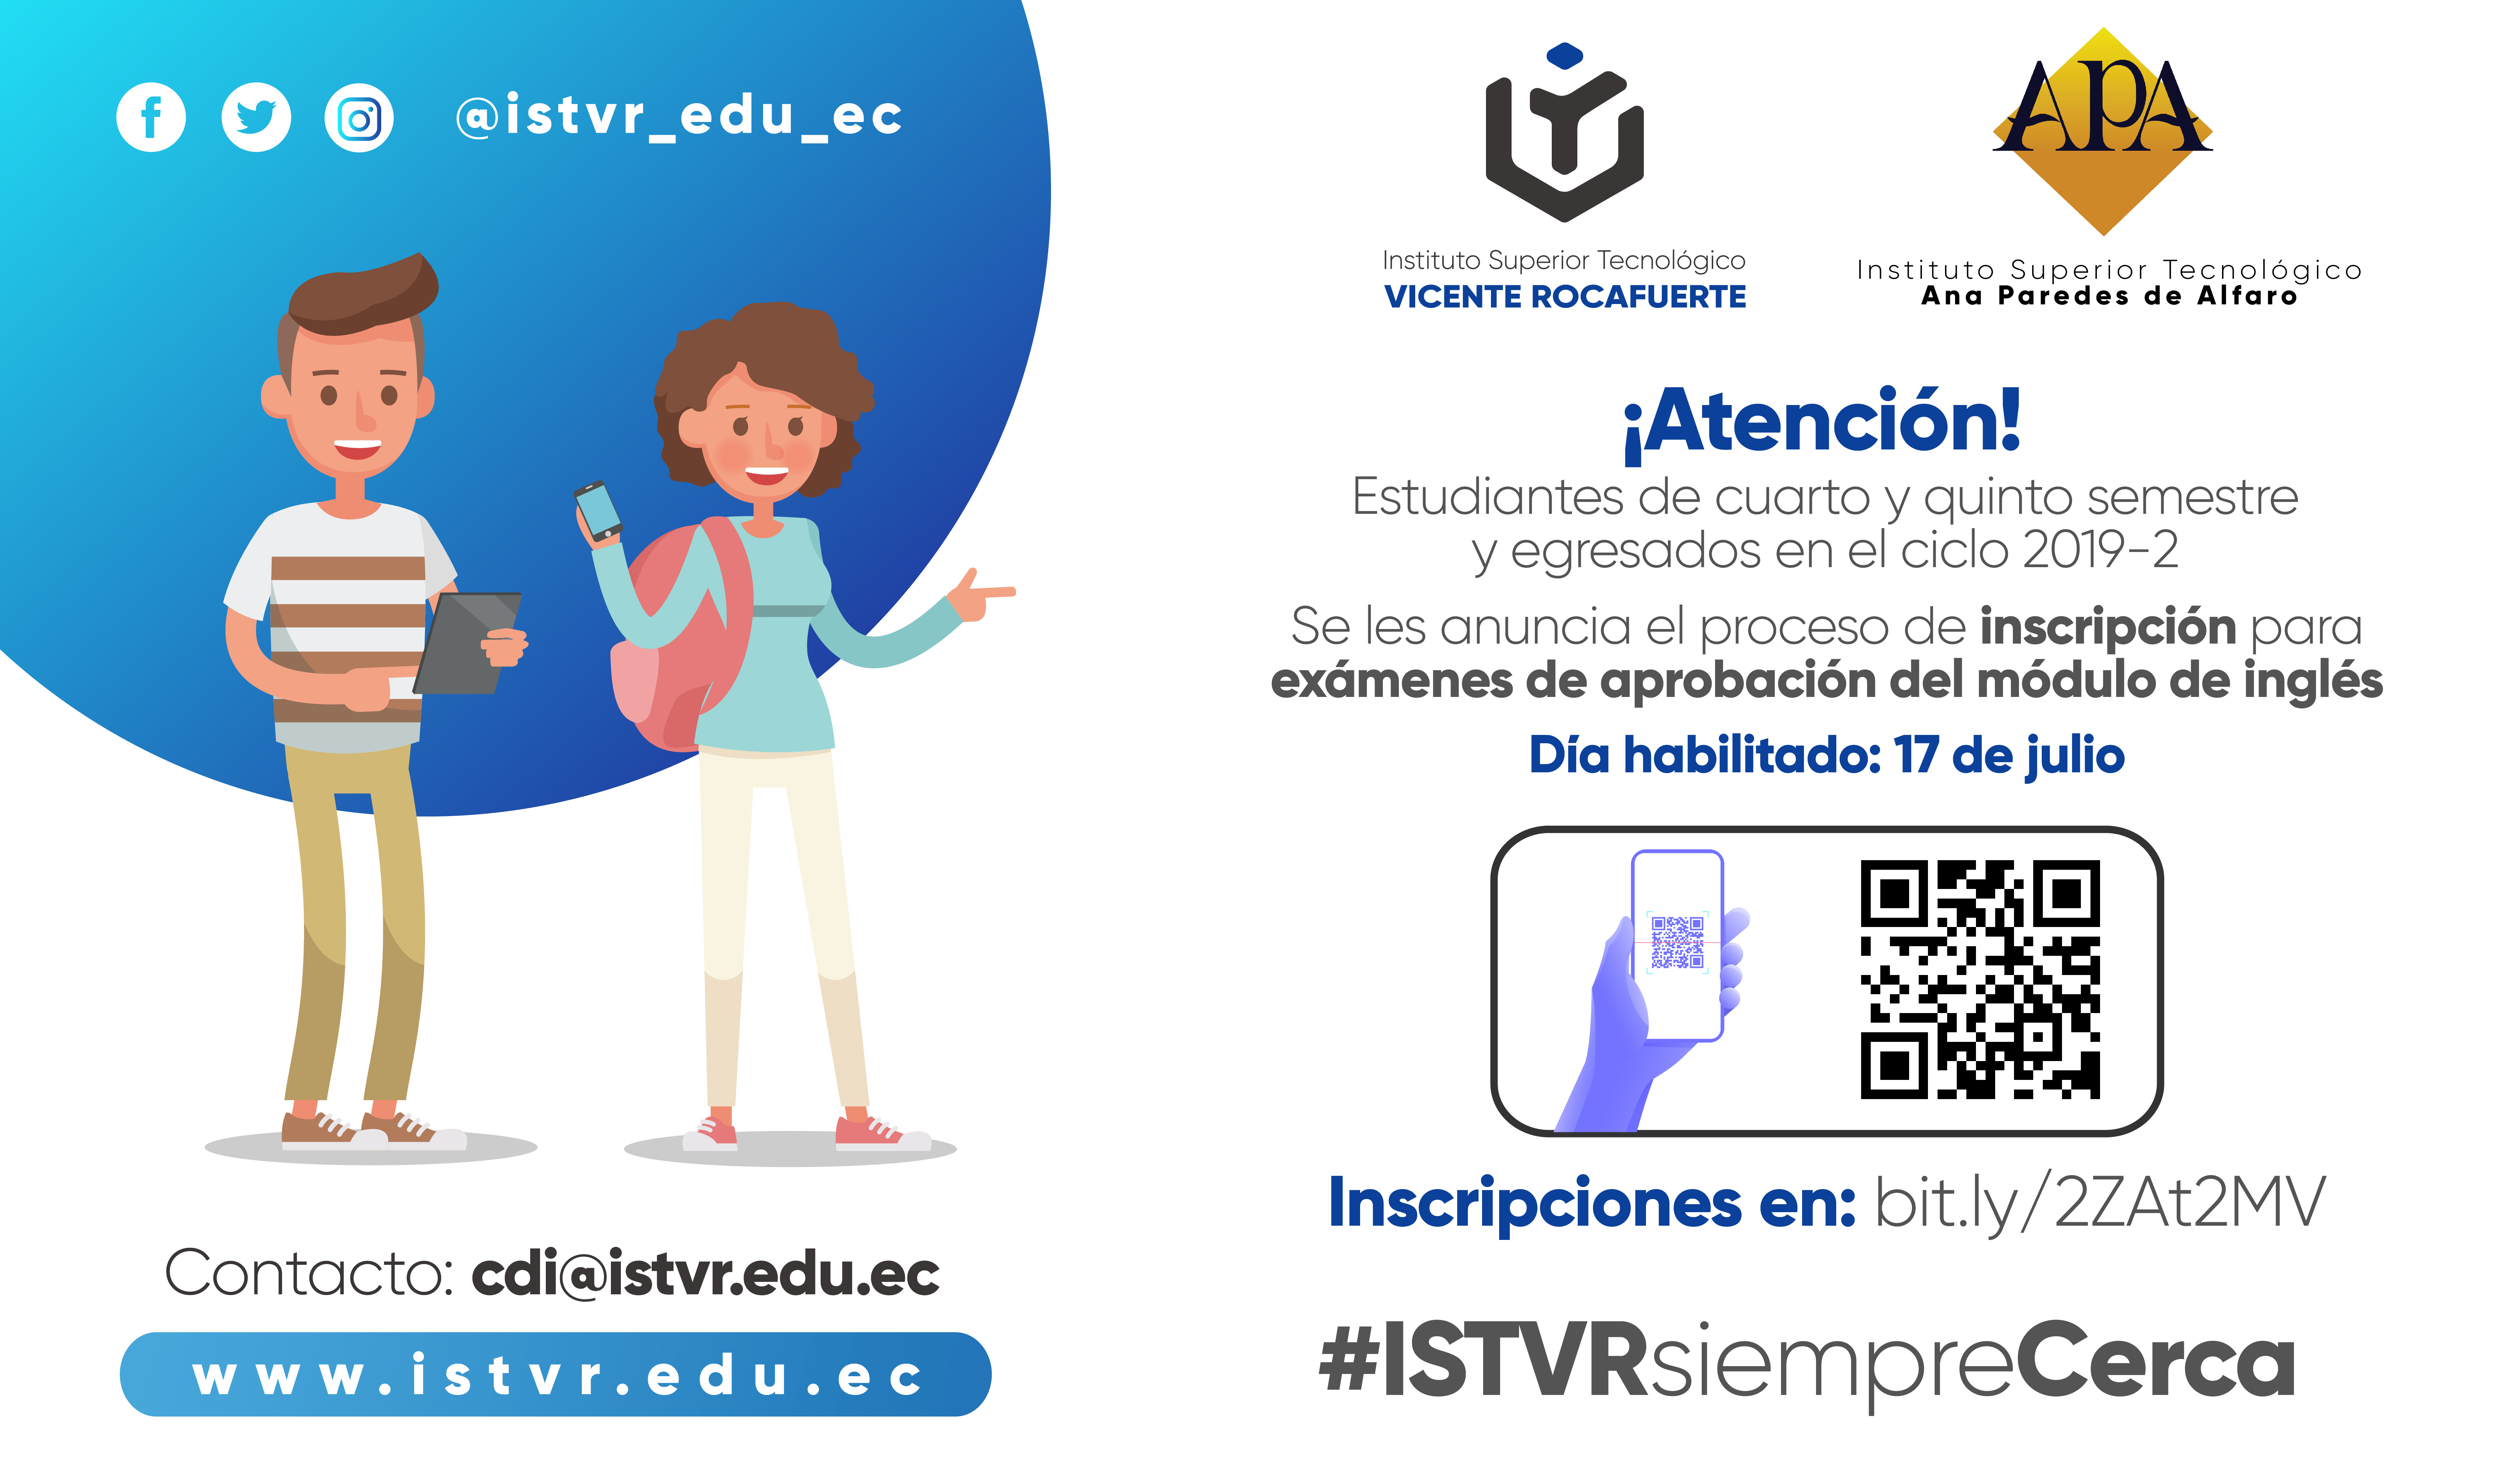 @istvr_edu_ec
Instituto Superior Tecnológico
VICENTE ROCAFUERTE
APA
Instituto Superior Tecnológico
Ana Paredes de Alfaro
¡Atención!
Estudiantes de cuarto y quinto semestre
y egresados en el ciclo 2019-2
Se les anuncia el proceso de inscripción para
exámenes de aprobación del módulo de inglés
Día habilitado: 17 de julio
Inscripciones en: bit.ly/2ZAt2MV
#ISTVRsiempreCerca
Contacto: cdi@istvr.edu.ec
www.istvr.edu.ec